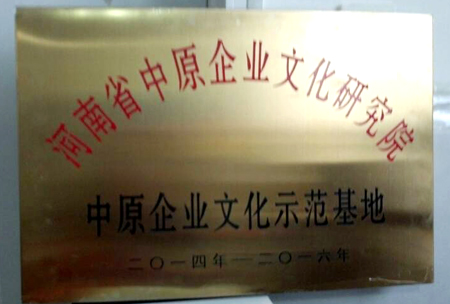 河南省中原企业文化研究院
中原企业文化示范基地
二〇一四年—二〇一六年